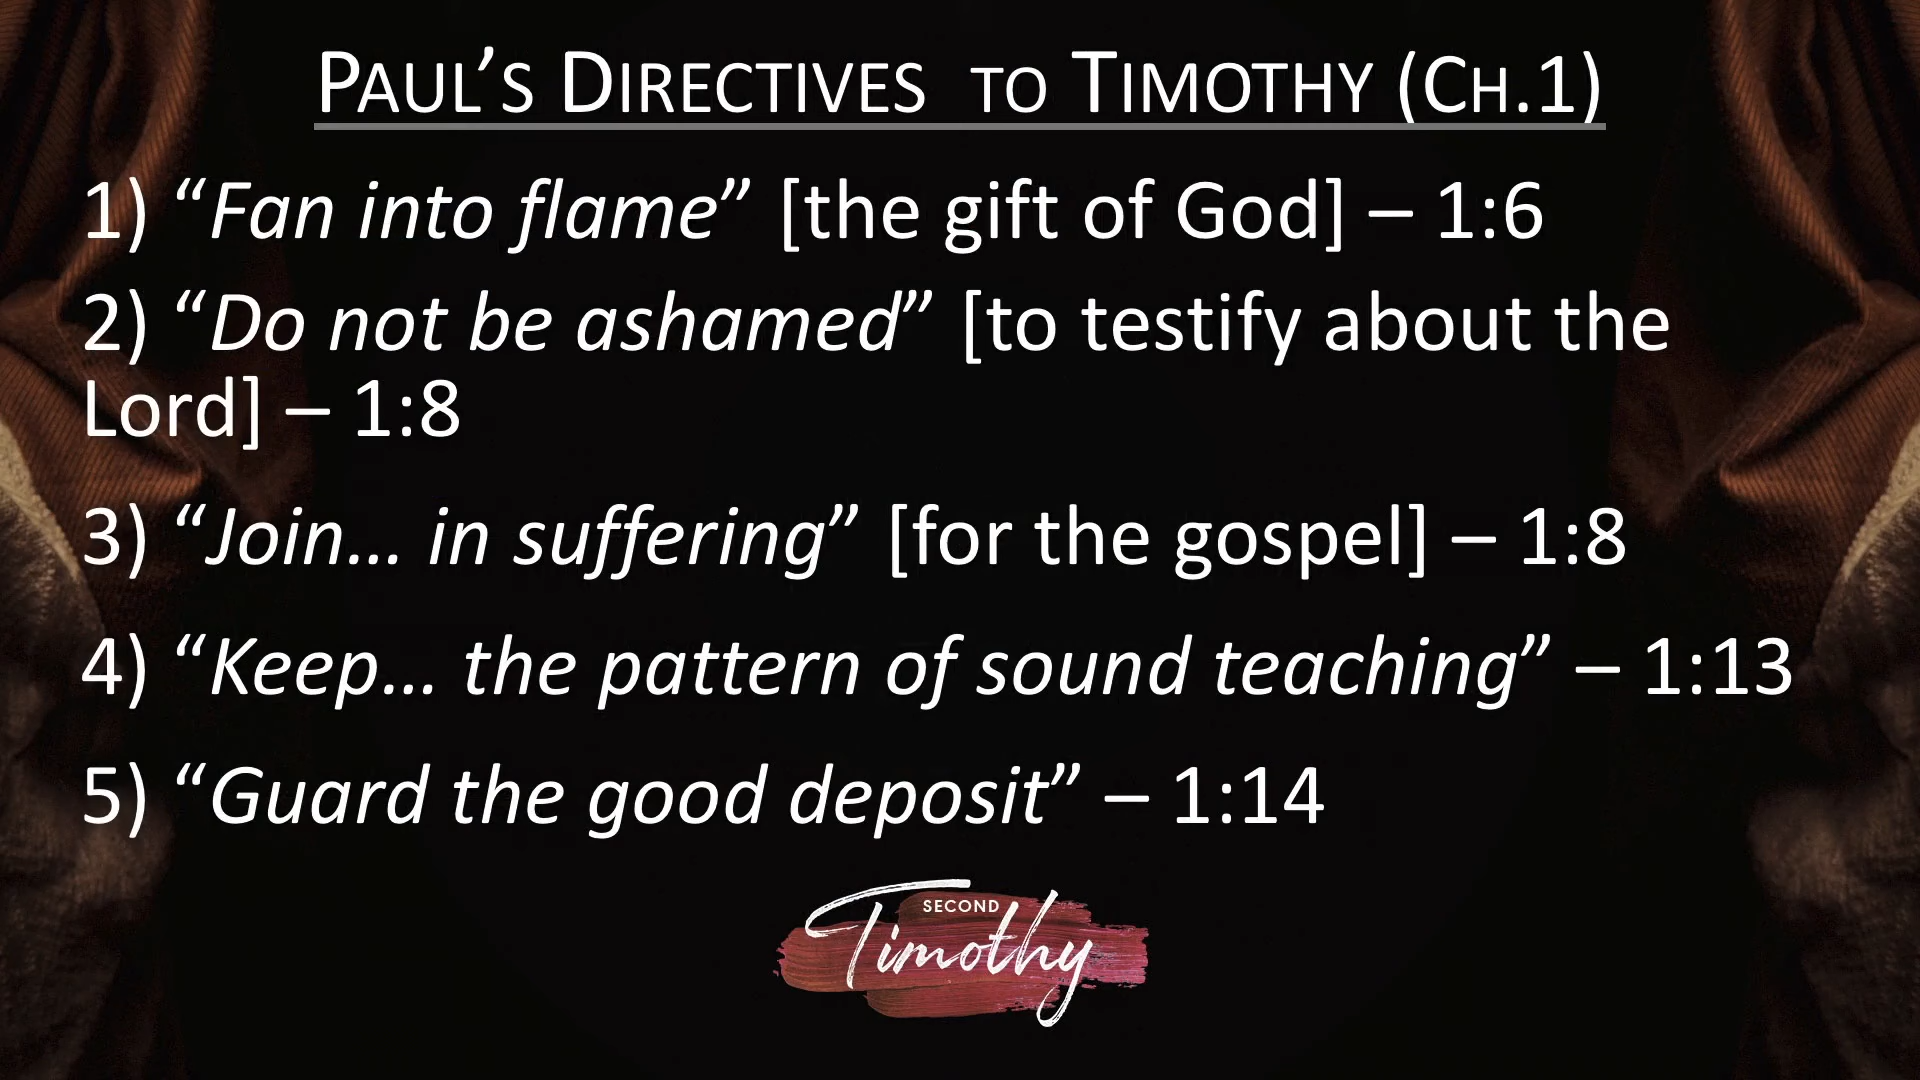 Paul’s Directives  to Timothy (Ch.1)
1) “Fan into flame” [the gift of God] – 1:6
2) “Do not be ashamed” [to testify about the
Lord] – 1:8
3) “Join… in suffering” [for the gospel] – 1:8
4) “Keep… the pattern of sound teaching” – 1:13
5) “Guard the good deposit” – 1:14
SECOND
Timothy